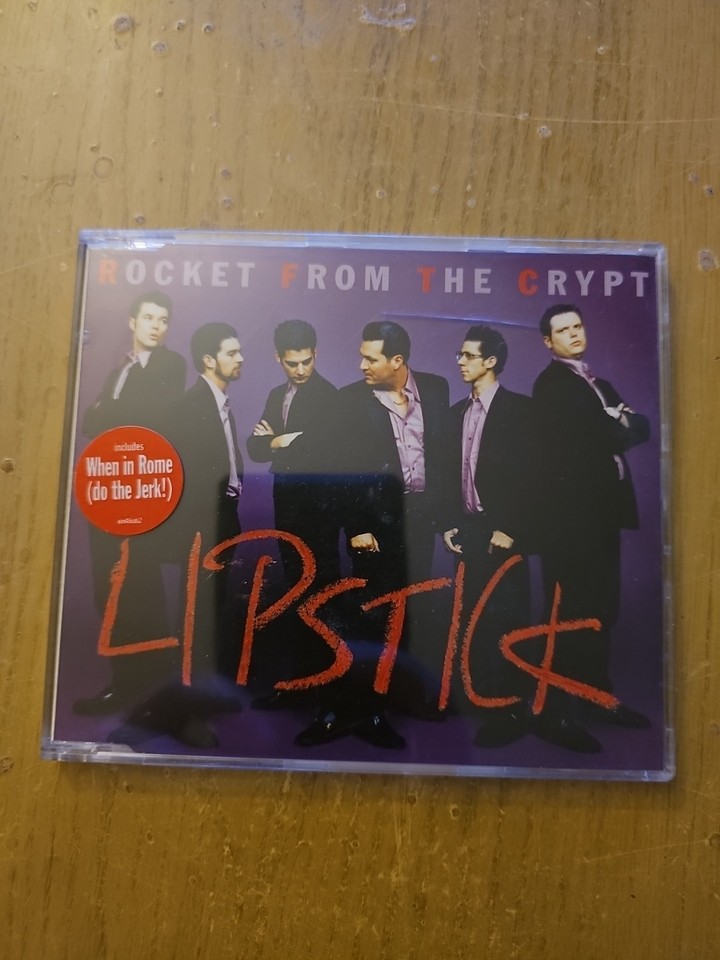 ROCKET FROM THE CRYPT
includes
When in Rome
(do the Jerk!)
LIPSTICK